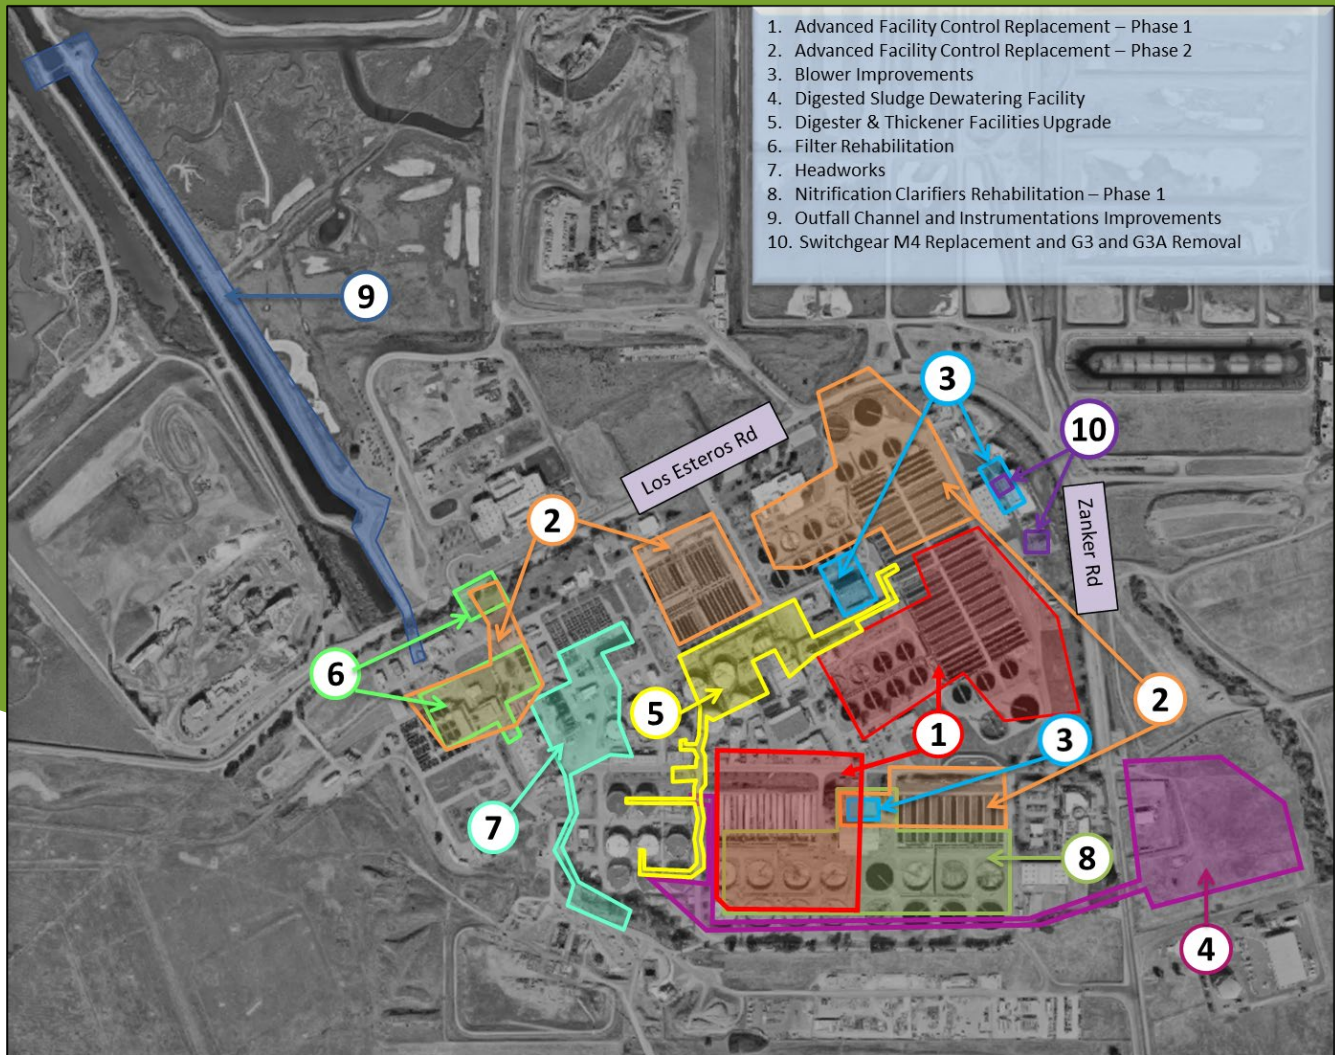 1. Advanced Facility Control Replacement – Phase 1
2. Advanced Facility Control Replacement – Phase 2
3. Blower Improvements
4. Digested Sludge Dewatering Facility
5. Digester & Thickener Facilities Upgrade
6. Filter Rehabilitation
7. Headworks
8. Nitrification Clarifiers Rehabilitation – Phase 1
9. Outfall Channel and Instrumentations Improvements
10. Switchgear M4 Replacement and G3 and G3A Removal
9
3
10
Los Esteros Rd
Zanker Rd
2
6
5
2
1
3
7
8
4